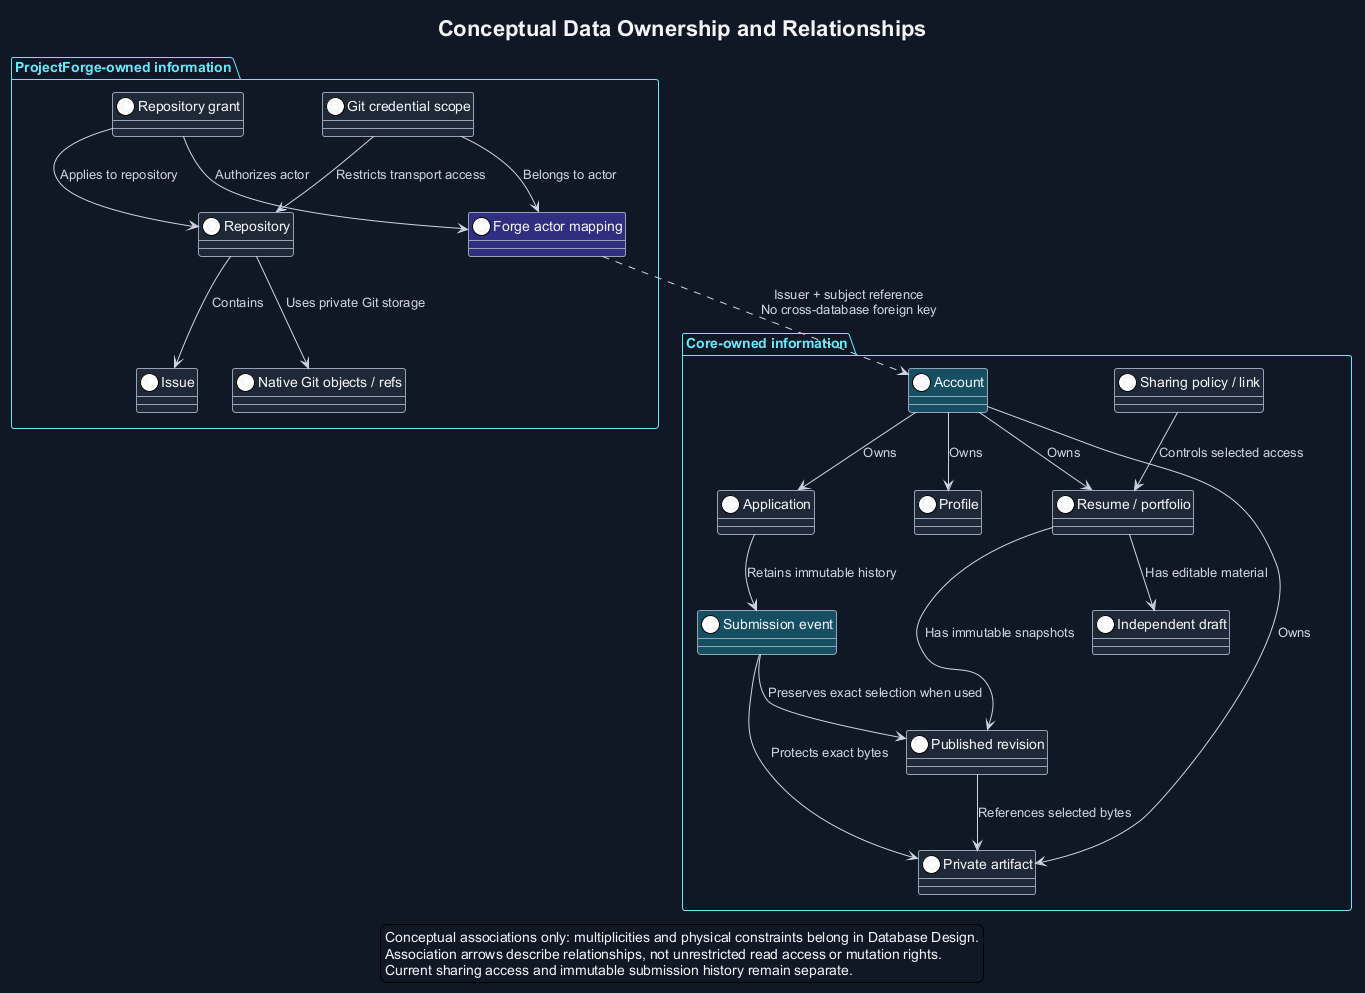 Conceptual Data Ownership and Relationships
ProjectForge-owned information
Repository grant
Git credential scope
Applies to repository
Authorizes actor
Restricts transport access
Belongs to actor
Repository
Forge actor mapping
Contains
Uses private Git storage
Issuer + subject reference
No cross-database foreign key
Issue
Native Git objects / refs
Core-owned information
Account
Sharing policy / link
Owns
Owns
Owns
Controls selected access
Application
Profile
Resume / portfolio
Retains immutable history
Has editable material
Submission event
Independent draft
Has immutable snapshots
Owns
Preserves exact selection when used
Published revision
Protects exact bytes
References selected bytes
Private artifact
Conceptual associations only: multiplicities and physical constraints belong in Database Design.
Association arrows describe relationships, not unrestricted read access or mutation rights.
Current sharing access and immutable submission history remain separate.